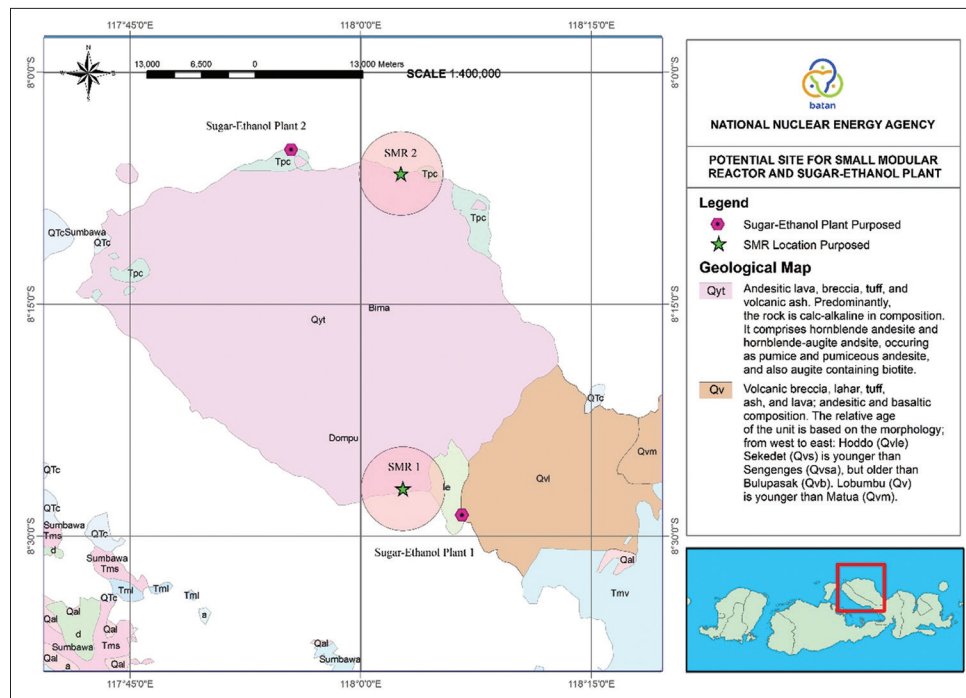 117°45'0"E
118°0'0"E
118°15'0"E
N
W
E
S
13,000
6,500
0
13,000 Meters
SCALE 1:400,000
8°0'0"S
8°0'0"S
Sugar-Ethanol Plant 2
Tpc
SMR 2
Tpc
Tpc
QTc
Sumbawa
QTc
Tpc
8°15'0"S
8°15'0"S
Bima
Qyt
QTc
Dompu
Qvm
SMR 1
le
Qvl
QTc
QTc
Sumbawa
Tms
d
QTc
8°30'0"S
8°30'0"S
Sugar-Ethanol Plant 1
Sumbawa
Tms
Tml
Tml
Tml
QTc
a
Qal
Tmv
Qal
Qal
Qal
d
Sumbawa
Tms
Qal
Qal
a
Qal
Sumbawa
117°45'0"E
118°0'0"E
118°15'0"E
batan
NATIONAL NUCLEAR ENERGY AGENCY
POTENTIAL SITE FOR SMALL MODULAR
REACTOR AND SUGAR-ETHANOL PLANT
Legend
Sugar-Ethanol Plant Purposed
SMR Location Purposed
Geological Map
Qyt
Andesitic lava, breccia, tuff, and
volcanic ash. Predominantly,
the rock is calc-alkaline in composition.
It comprises hornblende andesite and
hornblende-augite andsite, occuring
as pumice and pumiceous andesite,
and also augite containing biotite.
Qv
Volcanic breccia, lahar, tuff,
ash, and lava; andesitic and basaltic
composition. The relative age
of the unit is based on the morphology;
from west to east: Hoddo (Qvle)
Sekedet (Qvs) is younger than
Sengenges (Qvsa), but older than
Bulupasak (Qvb). Lobumbu (Qv)
is younger than Matua (Qvm).